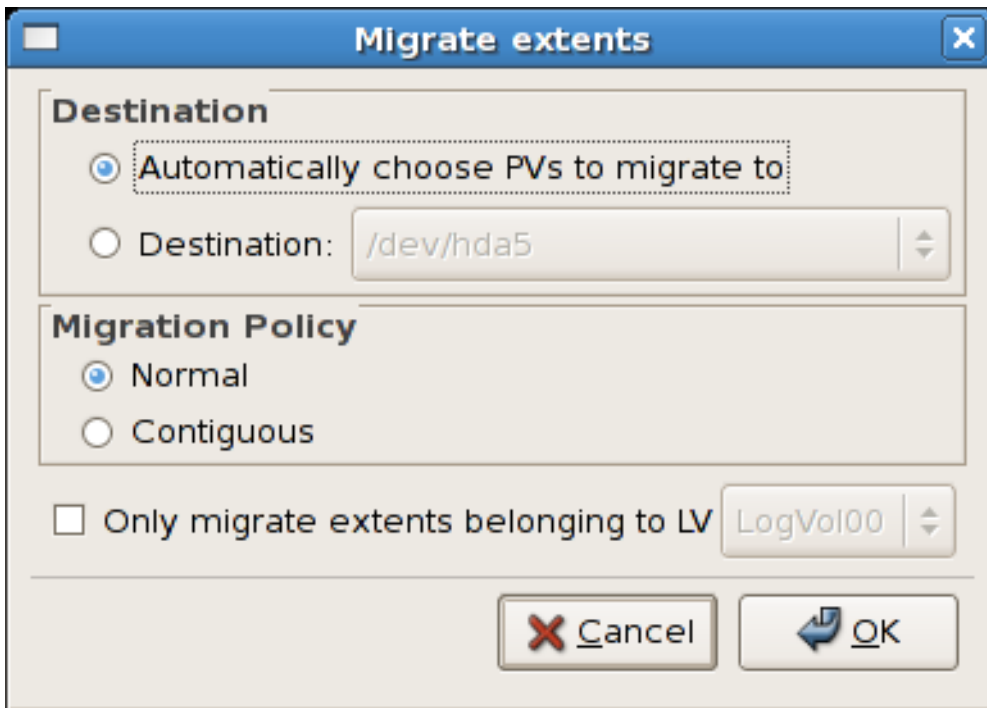 Migrate extents
Destination
Automatically choose PVs to migrate to
Destination: /dev/hda5
Migration Policy
Normal
Contiguous
Only migrate extents belonging to LV LogVol00
Cancel OK